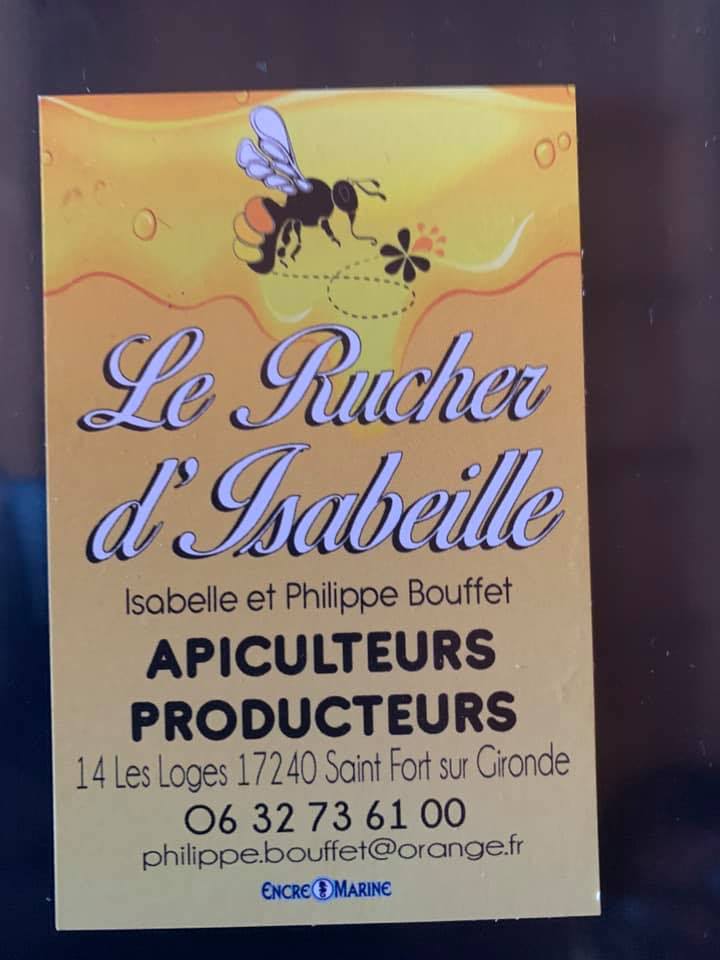 Le Rucher
d'Isabeille
Isabelle et Philippe Bouffet
APICULTEURS
PRODUCTEURS
14 Les Loges 17240 Saint Fort sur Gironde
06 32 73 61 00
philippe.bouffet@orange.fr
ENCRE MARINE